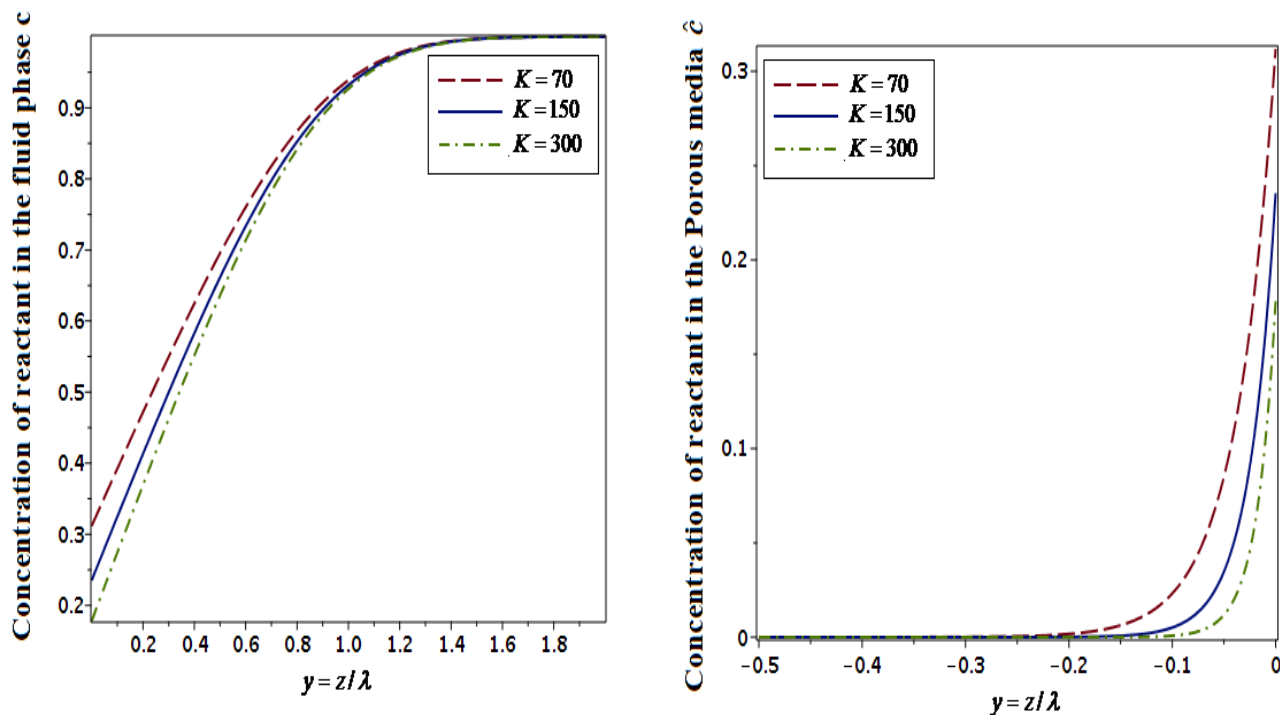 Concentration of reactant in the fluid phase c
0.9
0.8
0.7
0.6
0.5
0.4
0.3
0.2
K = 70
K = 150
K = 300
0.2 0.4 0.6 0.8 1.0 1.2 1.4 1.6 1.8
y = z/λ
Concentration of reactant in the Porous media ĉ
0.3
0.2
0.1
0
K = 70
K = 150
K = 300
−0.5 −0.4 −0.3 −0.2 −0.1 0
y = z/λ